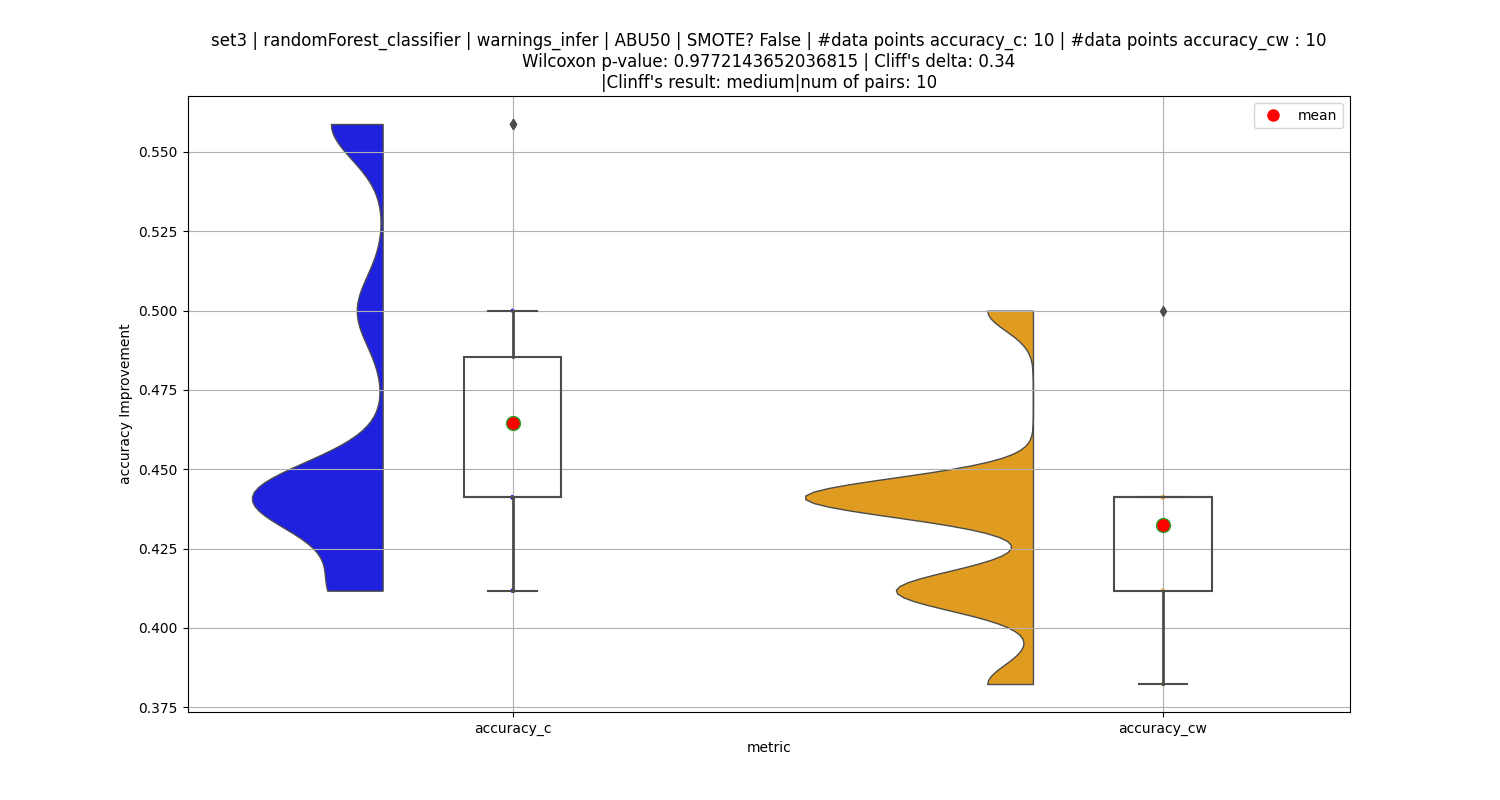 set3 | randomForest_classifier | warnings_infer | ABU50 | SMOTE? False | #data points accuracy_c: 10 | #data points accuracy_cw : 10
Wilcoxon p-value: 0.9772143652036815 | Cliff's delta: 0.34
|Clinff's result: medium|num of pairs: 10
mean
0.550
0.525
0.500
0.475
0.450
0.425
0.400
0.375
accuracy Improvement
accuracy_c
accuracy_cw
metric